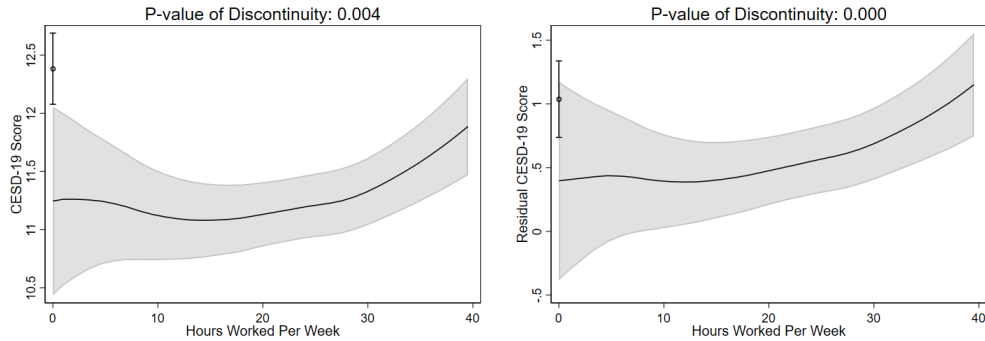 P-value of Discontinuity: 0.004
CESD-19 Score
12.5
12
11.5
11
10.5
0 10 20 30 40
Hours Worked Per Week
P-value of Discontinuity: 0.000
Residual CESD-19 Score
1.5
1
.5
0
-.5
0 10 20 30 40
Hours Worked Per Week